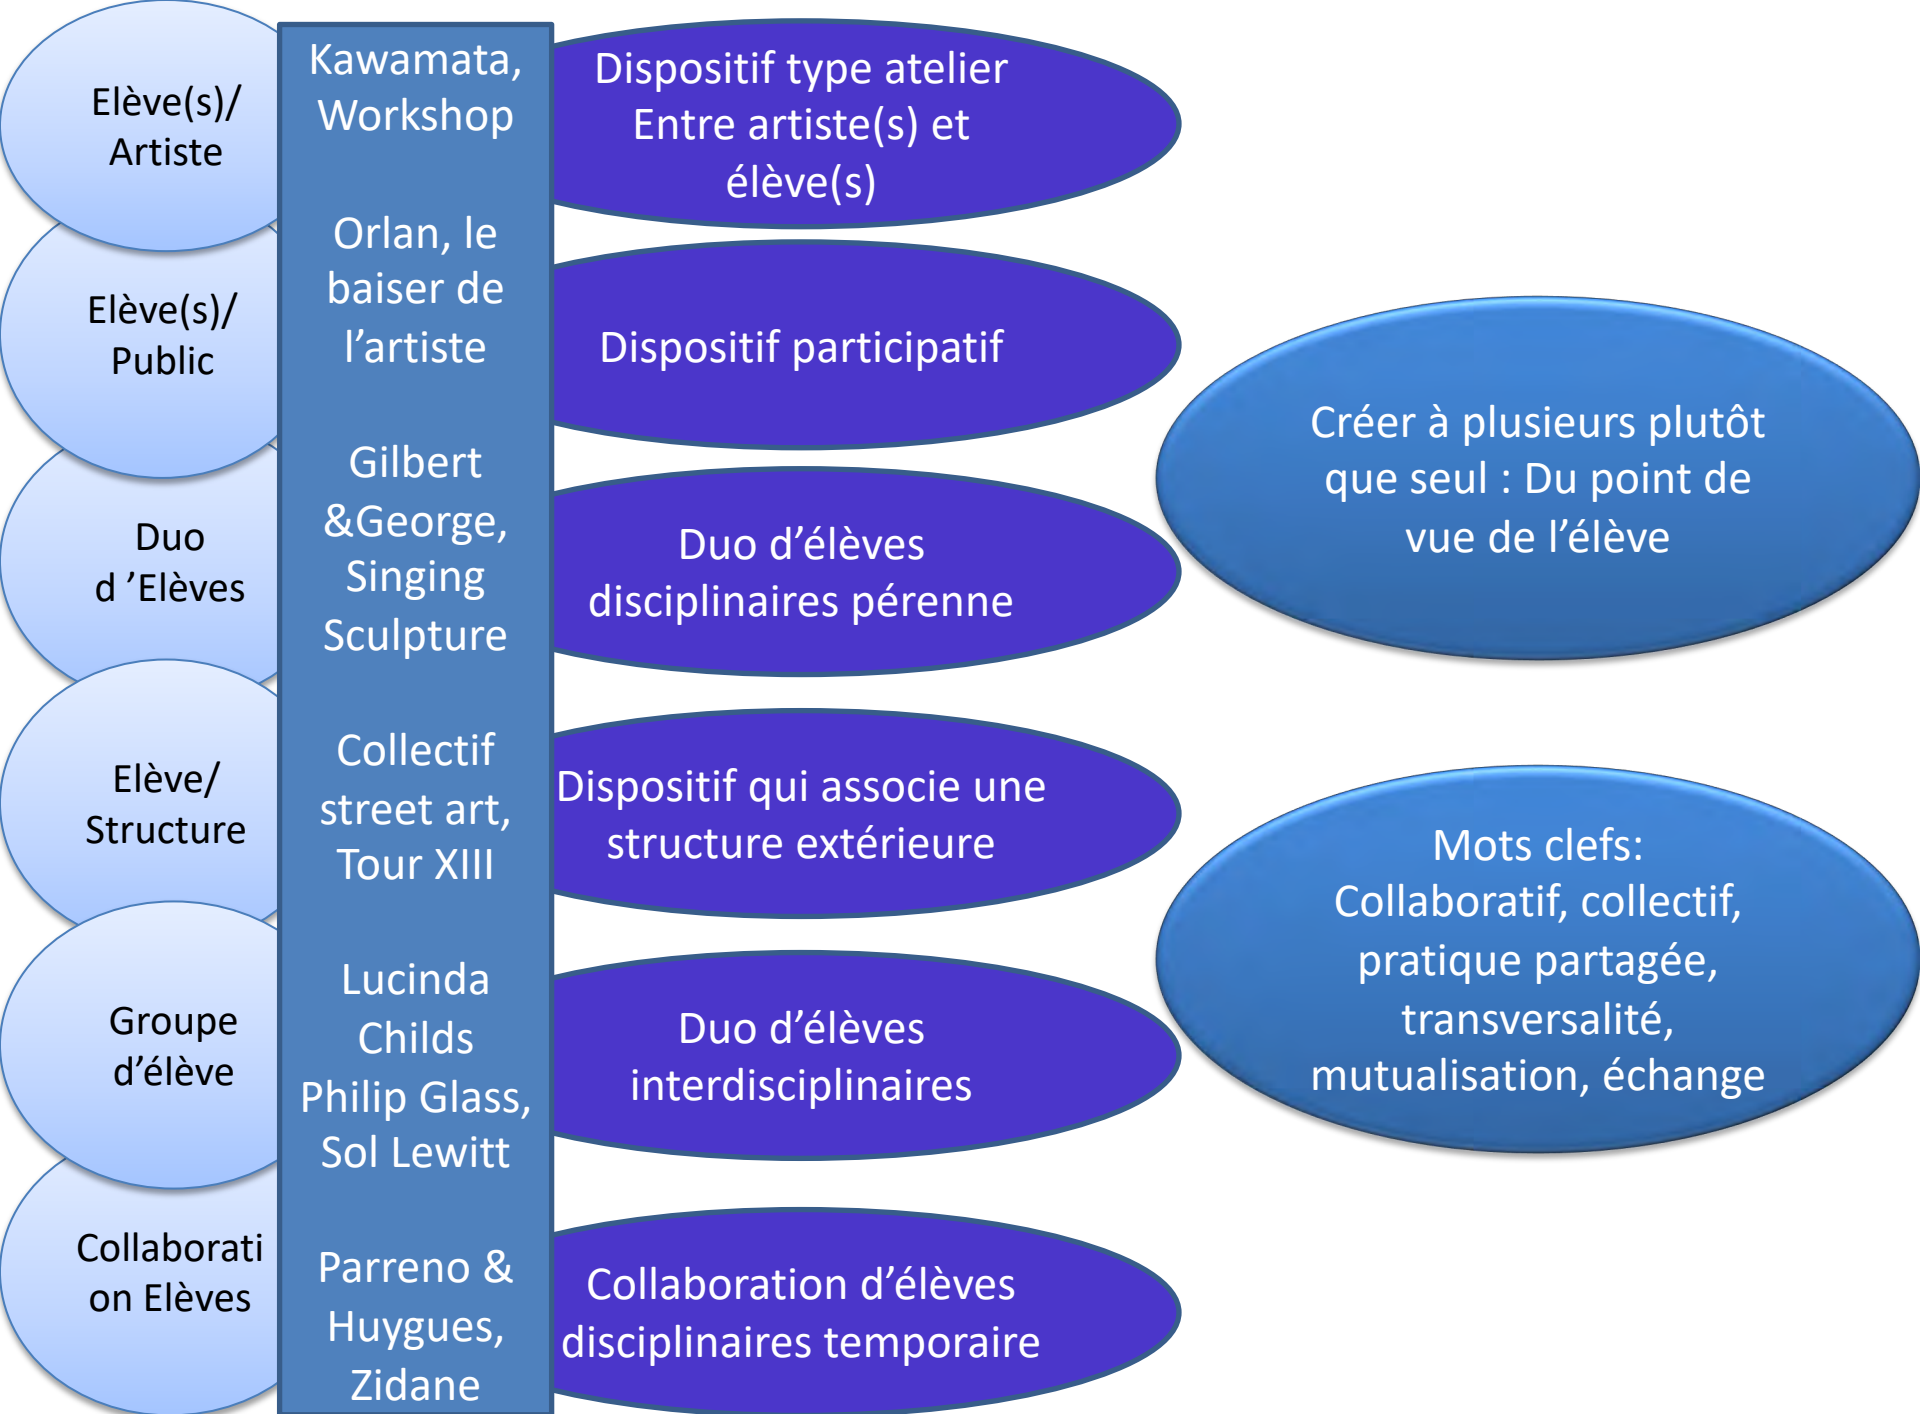 Elève(s)/
Artiste
Elève(s)/
Public
Duo
d ’Elèves
Elève/
Structure
Groupe
d’élève
Collaborati
on Elèves
Kawamata,
Workshop
Orlan, le
baiser de
l’artiste
Gilbert
&George,
Singing
Sculpture
Collectif
street art,
Tour XIII
Lucinda
Childs
Philip Glass,
Sol Lewitt
Parreno &
Huygues,
Zidane
Dispositif type atelier
Entre artiste(s) et
élève(s)
Dispositif participatif
Duo d’élèves
disciplinaires pérenne
Dispositif qui associe une
structure extérieure
Duo d’élèves
interdisciplinaires
Collaboration d’élèves
disciplinaires temporaire
Créer à plusieurs plutôt
que seul : Du point de
vue de l’élève
Mots clefs:
Collaboratif, collectif,
pratique partagée,
transversalité,
mutualisation, échange